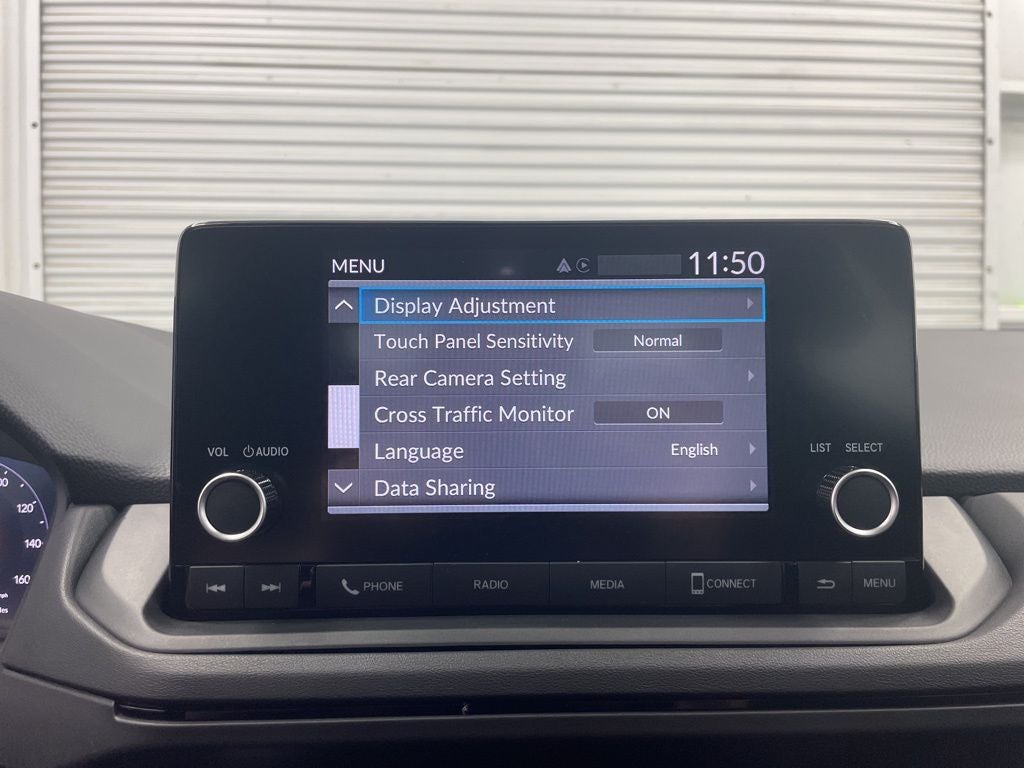 MENU 11:50
Display Adjustment
Touch Panel Sensitivity Normal
Rear Camera Setting
Cross Traffic Monitor ON
Language English
Data Sharing
VOL AUDIO
LIST SELECT
120
140
160
mph
PHONE RADIO MEDIA CONNECT MENU